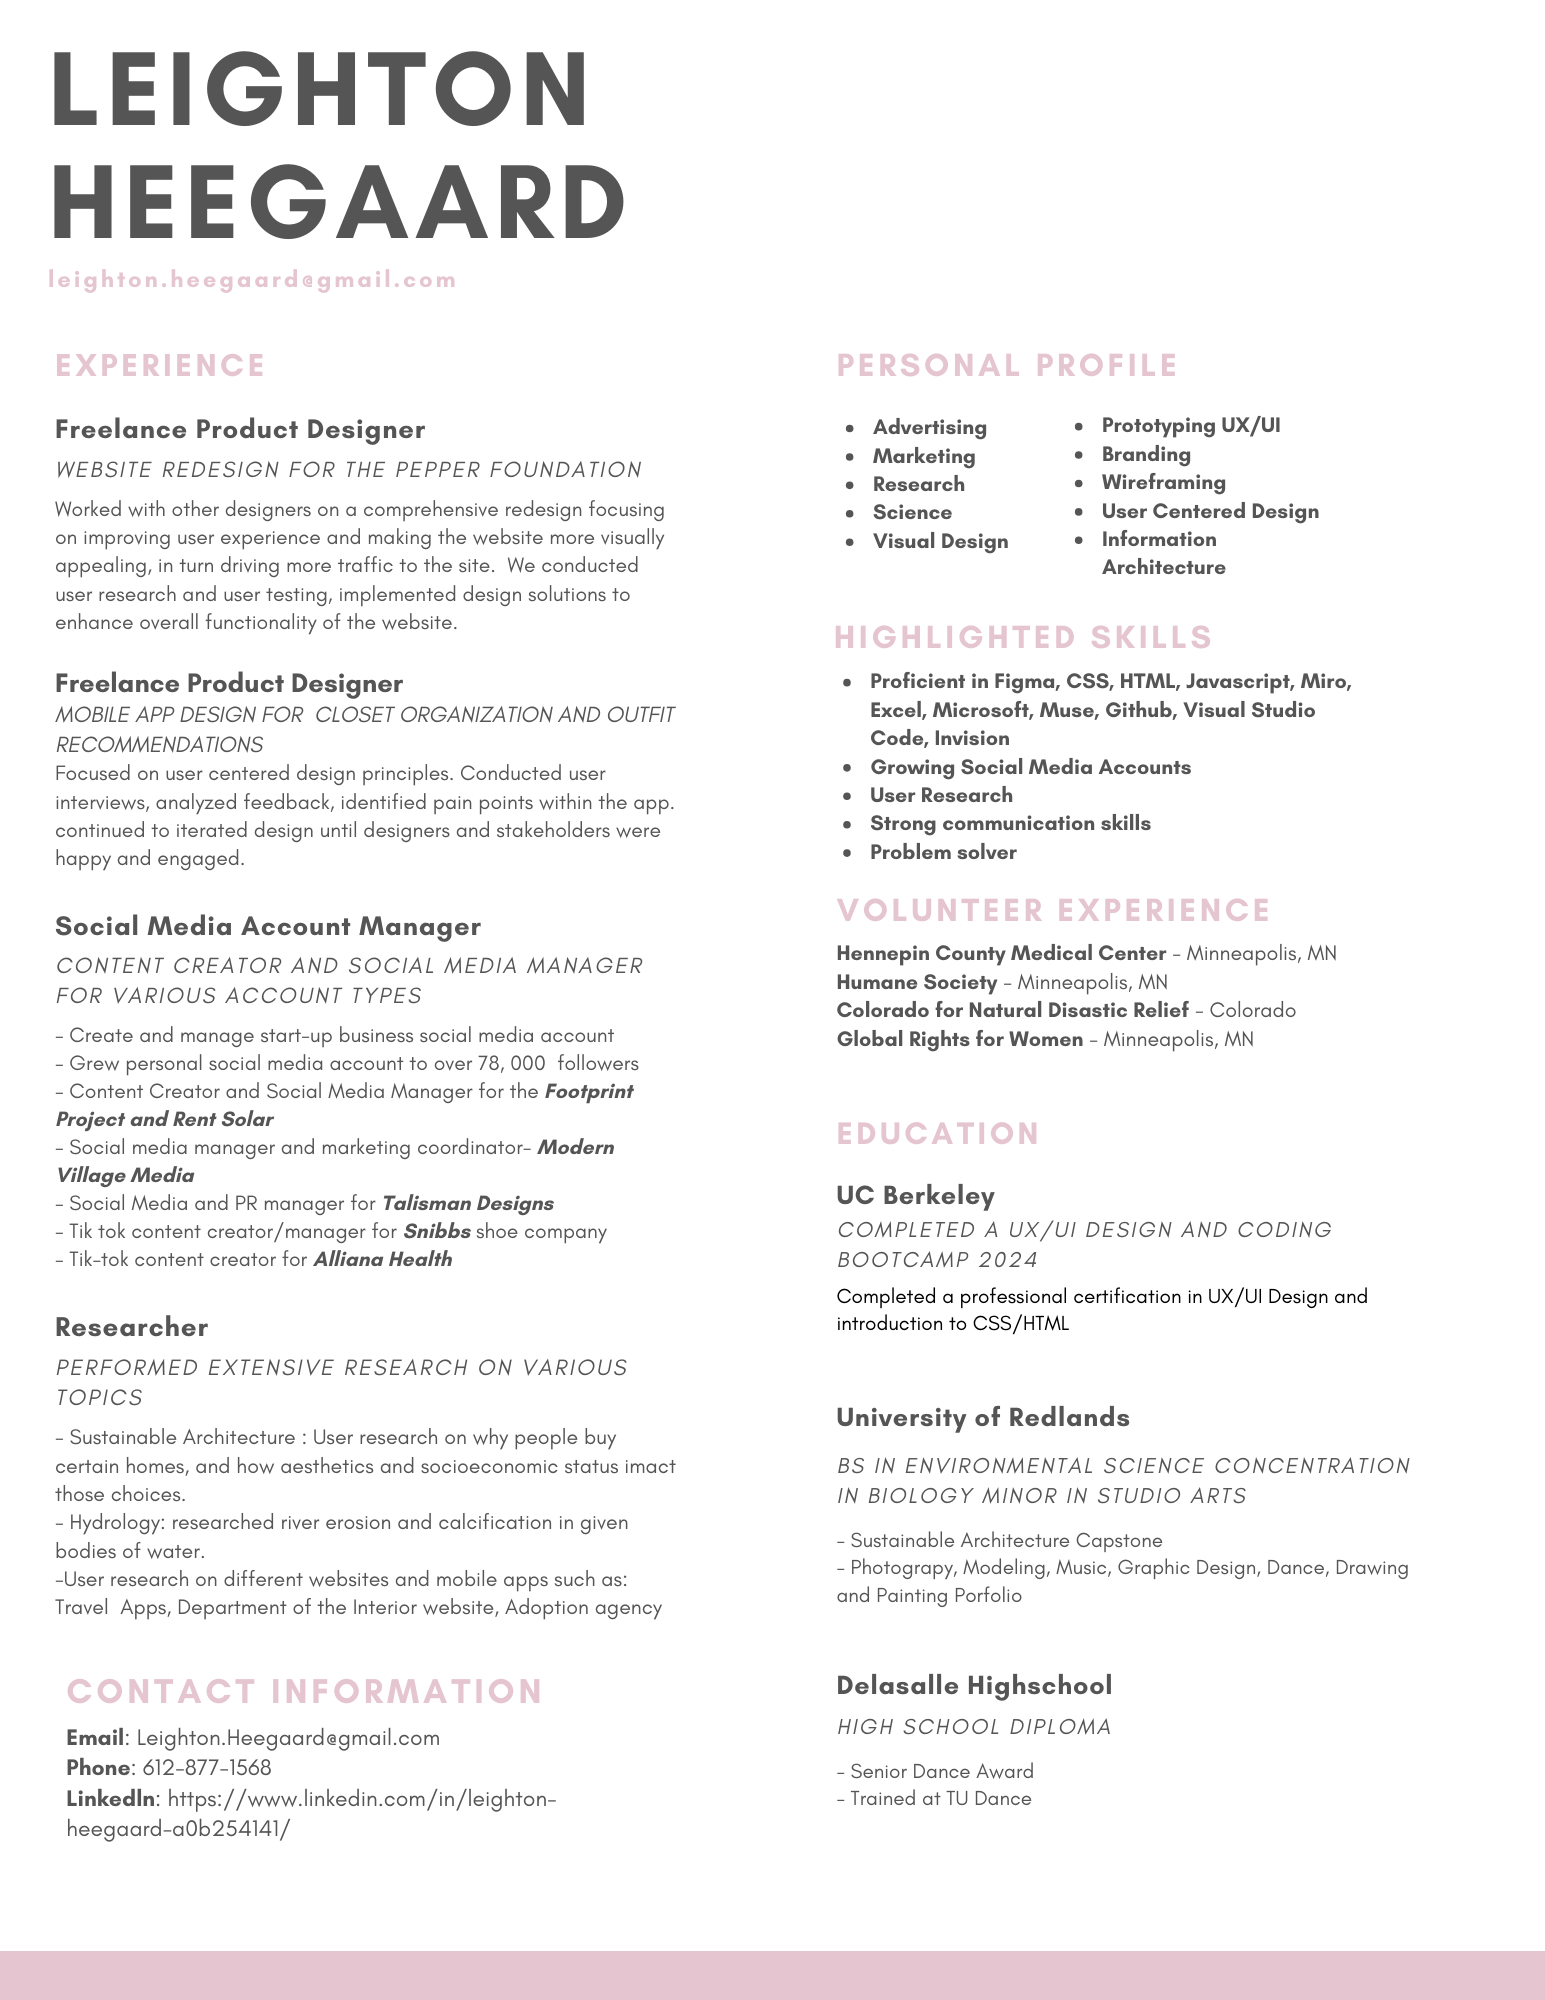 LEIGHTON
HEEGAARD
leighton.heegaard@gmail.com
EXPERIENCE
Freelance Product Designer
WEBSITE REDESIGN FOR THE PEPPER FOUNDATION
Worked with other designers on a comprehensive redesign focusing
on improving user experience and making the website more visually
appealing, in turn driving more traffic to the site.  We conducted
user research and user testing, implemented design solutions to
enhance overall functionality of the website.
Freelance Product Designer
MOBILE APP DESIGN FOR  CLOSET ORGANIZATION AND OUTFIT
RECOMMENDATIONS
Focused on user centered design principles. Conducted user
interviews, analyzed feedback, identified pain points within the app.
continued to iterated design until designers and stakeholders were
happy and engaged.
Social Media Account Manager
CONTENT CREATOR AND SOCIAL MEDIA MANAGER
FOR VARIOUS ACCOUNT TYPES
- Create and manage start-up business social media account
- Grew personal social media account to over 78, 000  followers
- Content Creator and Social Media Manager for the Footprint
Project and Rent Solar
- Social media manager and marketing coordinator- Modern
Village Media
- Social Media and PR manager for Talisman Designs
- Tik tok content creator/manager for Snibbs shoe company
- Tik-tok content creator for Alliana Health
Researcher
PERFORMED EXTENSIVE RESEARCH ON VARIOUS
TOPICS
- Sustainable Architecture : User research on why people buy
certain homes, and how aesthetics and socioeconomic status imact
those choices.
- Hydrology: researched river erosion and calcification in given
bodies of water.
-User research on different websites and mobile apps such as:
Travel  Apps, Department of the Interior website, Adoption agency
CONTACT INFORMATION
Email: Leighton.Heegaard@gmail.com
Phone: 612-877-1568
LinkedIn: https://www.linkedin.com/in/leighton-
heegaard-a0b254141/
PERSONAL PROFILE
• Advertising
• Marketing
• Research
• Science
• Visual Design
• Prototyping UX/UI
• Branding
• Wireframing
• User Centered Design
• Information
Architecture
HIGHLIGHTED SKILLS
• Proficient in Figma, CSS, HTML, Javascript, Miro,
Excel, Microsoft, Muse, Github, Visual Studio
Code, Invision
• Growing Social Media Accounts
• User Research
• Strong communication skills
• Problem solver
VOLUNTEER EXPERIENCE
Hennepin County Medical Center - Minneapolis, MN
Humane Society - Minneapolis, MN
Colorado for Natural Disastic Relief - Colorado
Global Rights for Women - Minneapolis, MN
EDUCATION
UC Berkeley
COMPLETED A UX/UI DESIGN AND CODING
BOOTCAMP 2024
Completed a professional certification in UX/UI Design and
introduction to CSS/HTML
University of Redlands
BS IN ENVIRONMENTAL SCIENCE CONCENTRATION
IN BIOLOGY MINOR IN STUDIO ARTS
- Sustainable Architecture Capstone
- Photograpy, Modeling, Music, Graphic Design, Dance, Drawing
and Painting Porfolio
Delasalle Highschool
HIGH SCHOOL DIPLOMA
- Senior Dance Award
- Trained at TU Dance